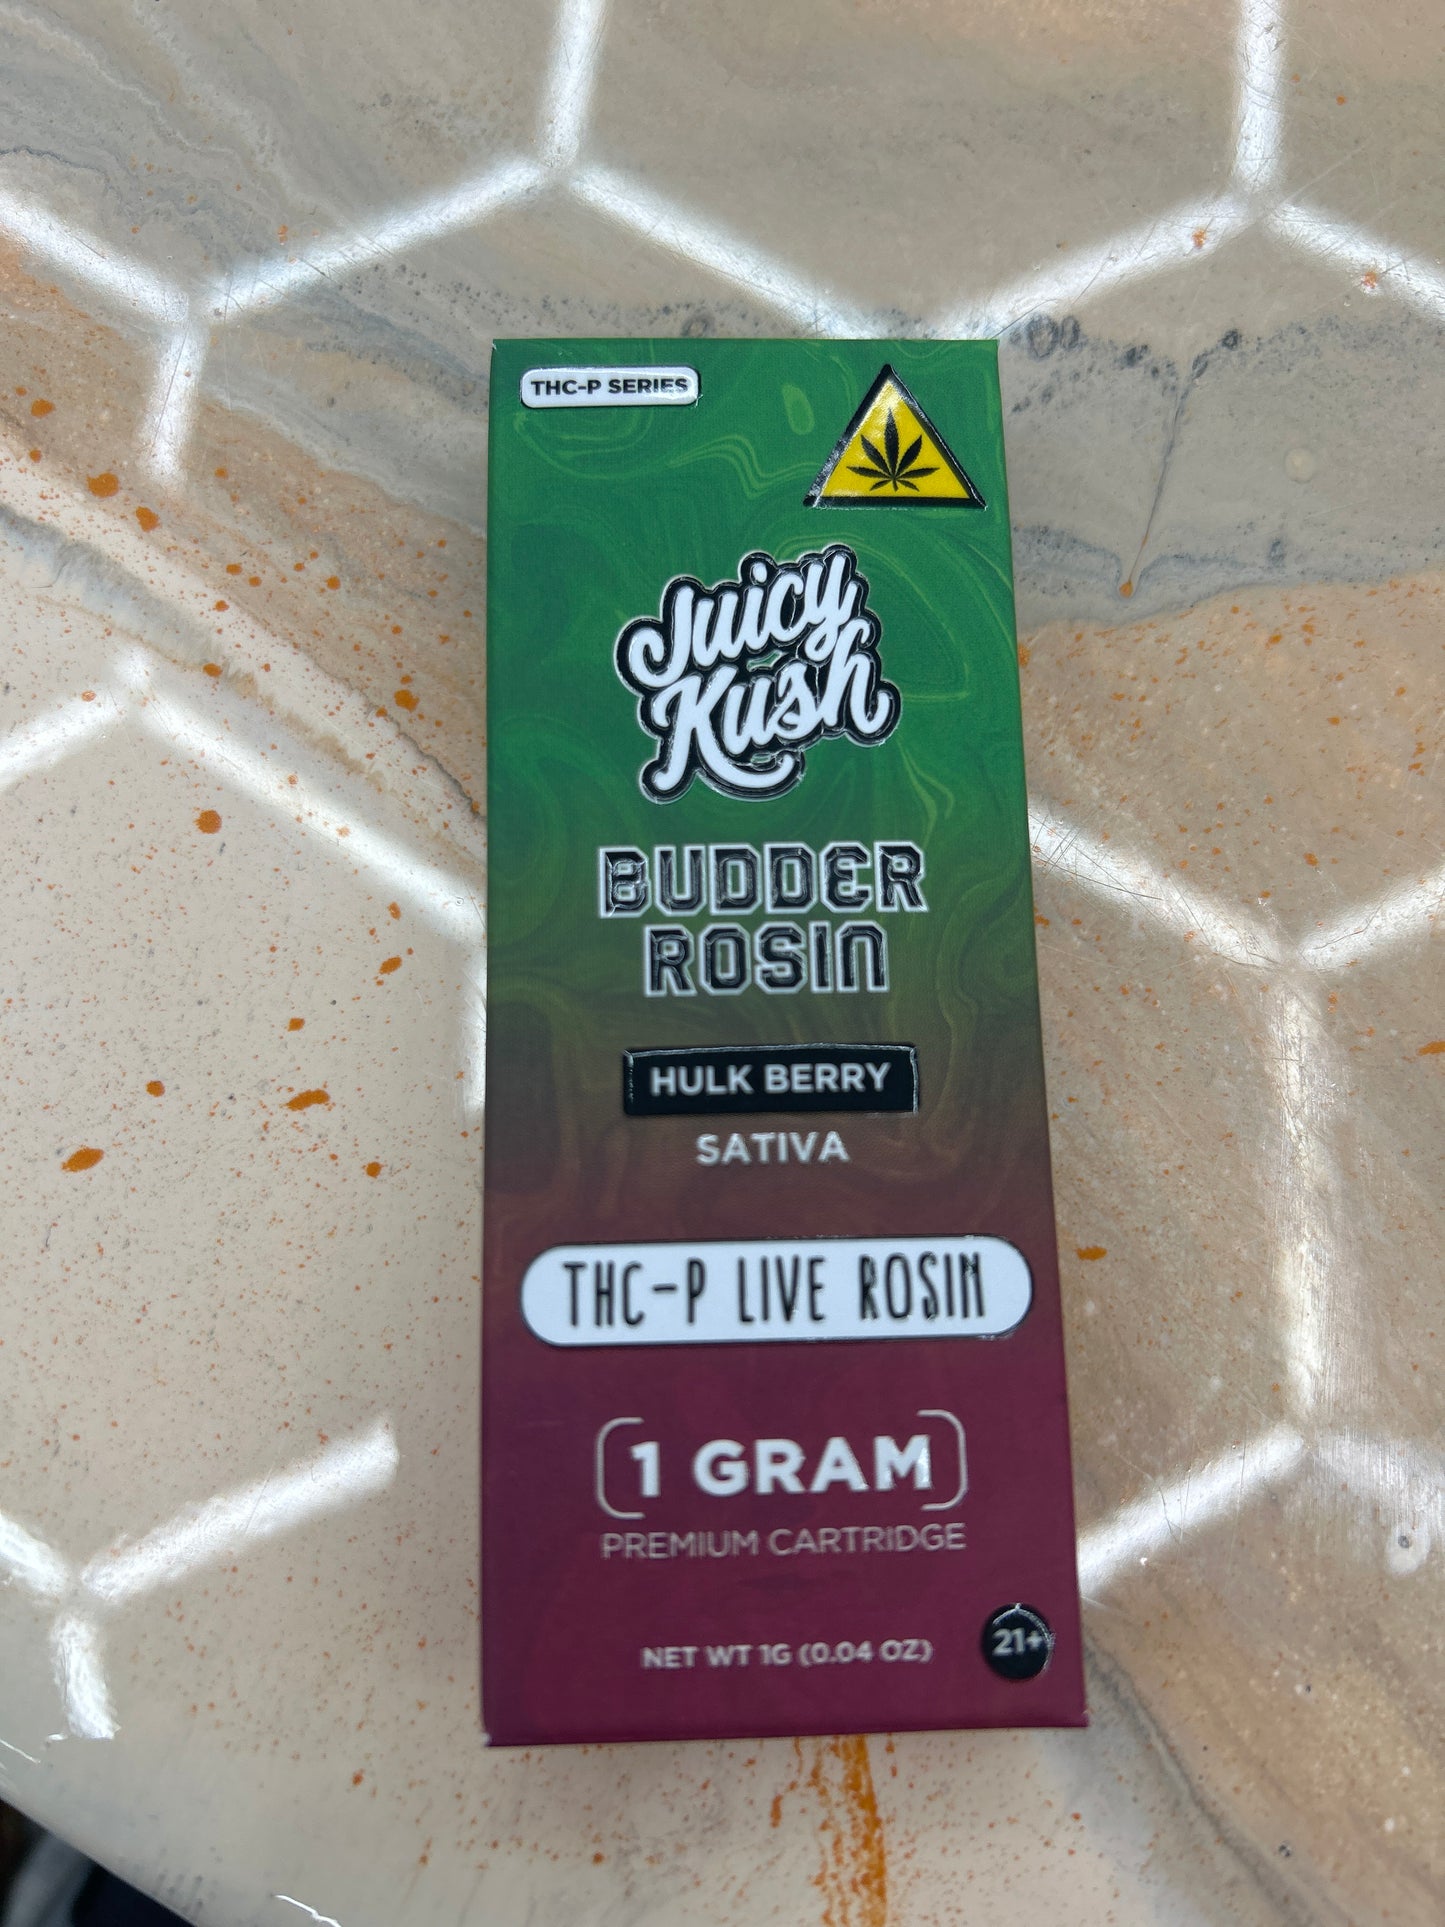 THC-P SERIES
Juicy
Kush
BUDDER
ROSIN
HULK BERRY
SATIVA
THC-P LIVE ROSIN
1 GRAM
PREMIUM CARTRIDGE
NET WT 1G (0.04 OZ)
21+